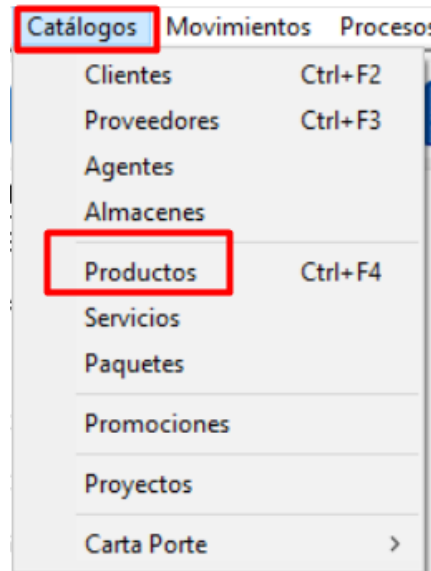 Catálogos Movimientos Procesos
Clientes Ctrl+F2
Proveedores Ctrl+F3
Agentes
Almacenes
Productos Ctrl+F4
Servicios
Paquetes
Promociones
Proyectos
Carta Porte >